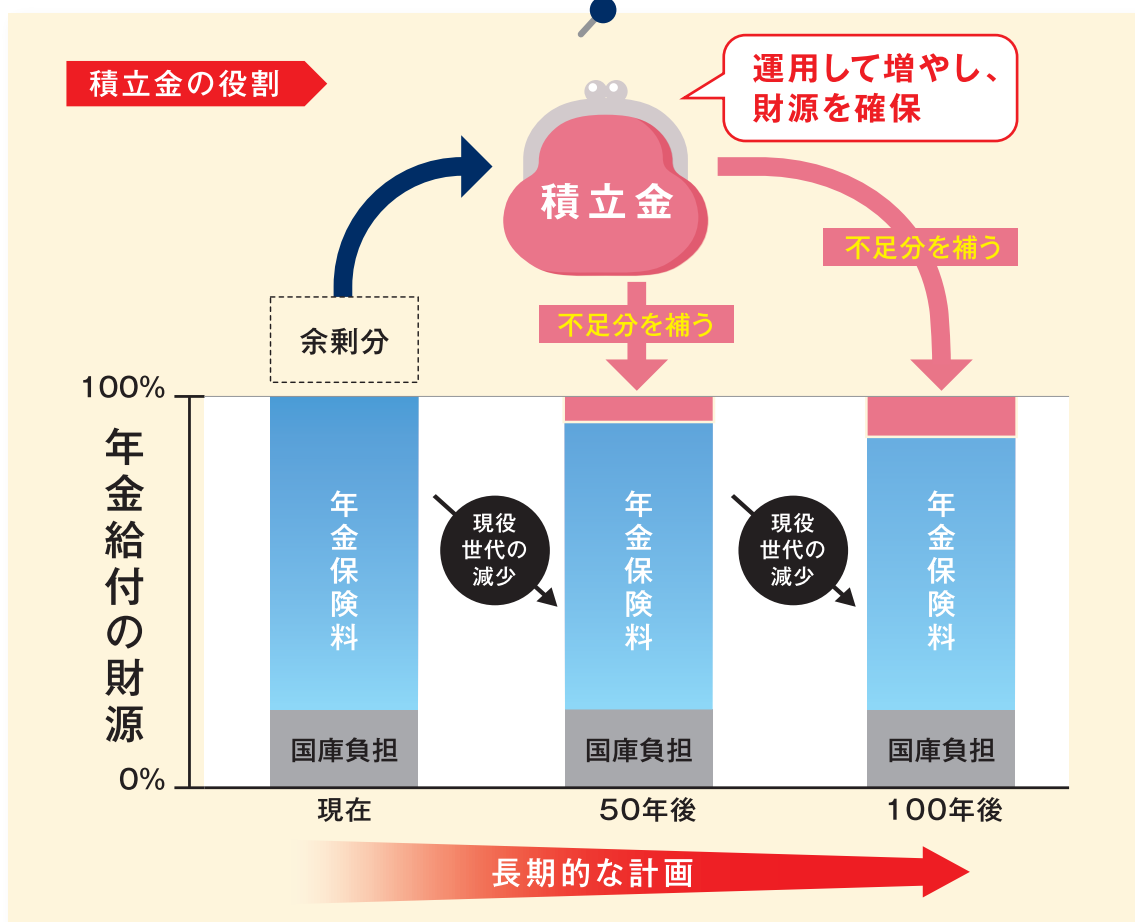 積立金の役割
運用して増やし、
財源を確保
積立金
不足分を補う
不足分を補う
余剰分
100%
年金給付の財源
0%
年金保険料
国庫負担
現在
現役
世代の
減少
年金保険料
国庫負担
50年後
現役
世代の
減少
年金保険料
国庫負担
100年後
長期的な計画